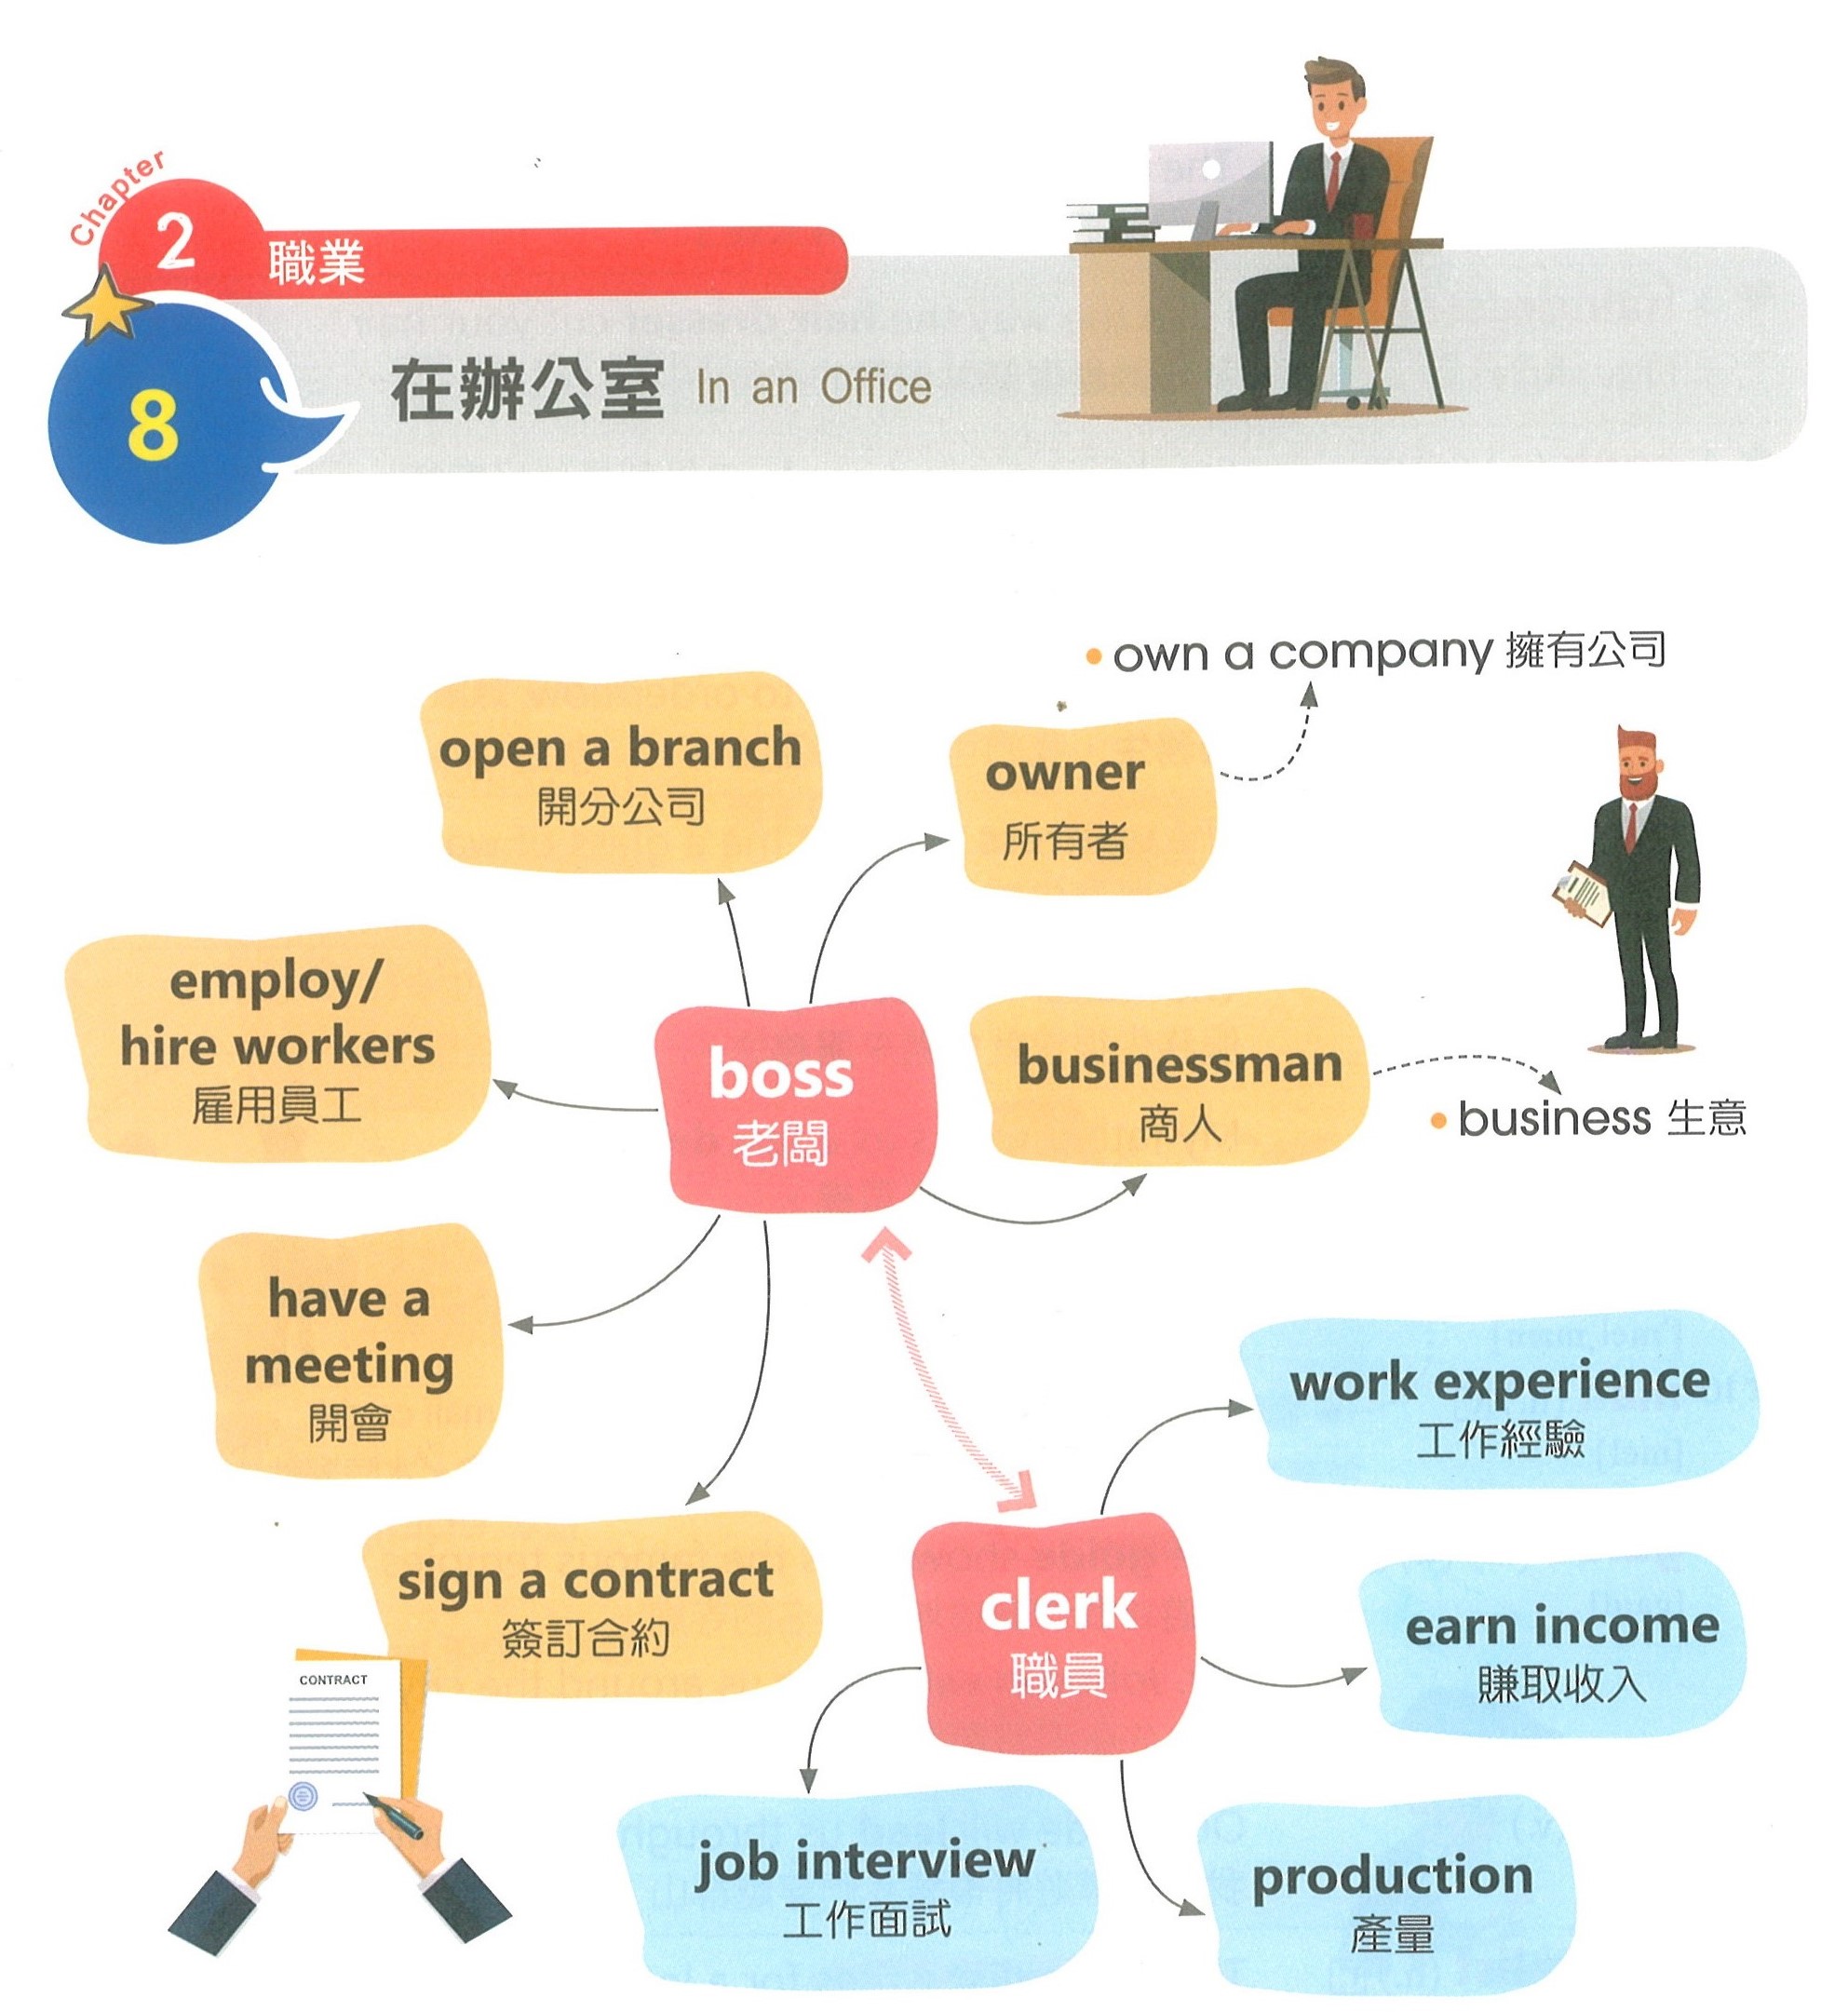 Chapter
2
職業
8
在辦公室 In an Office
own a company 擁有公司
open a branch
開分公司
owner
所有者
employ/
hire workers
雇用員工
boss
老闆
businessman
商人
business 生意
have a
meeting
開會
work experience
工作經驗
sign a contract
簽訂合約
clerk
職員
earn income
賺取收入
CONTRACT
job interview
工作面試
production
產量